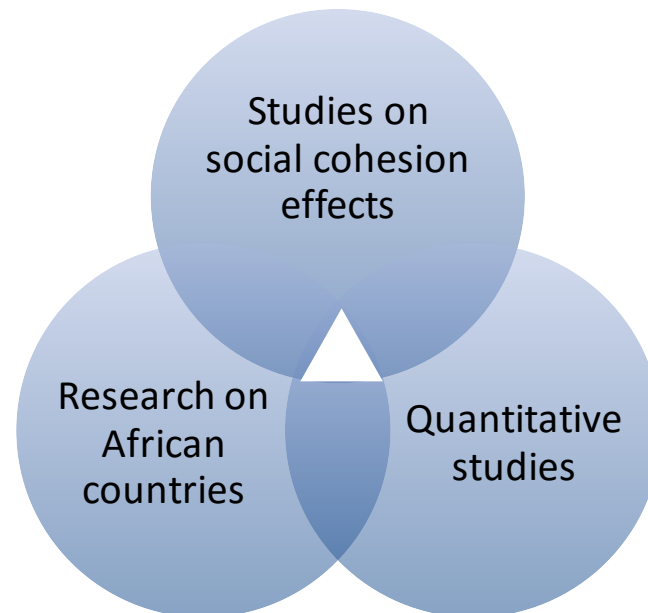 Studies on
social cohesion
effects
Research on
African
countries
Quantitative
studies